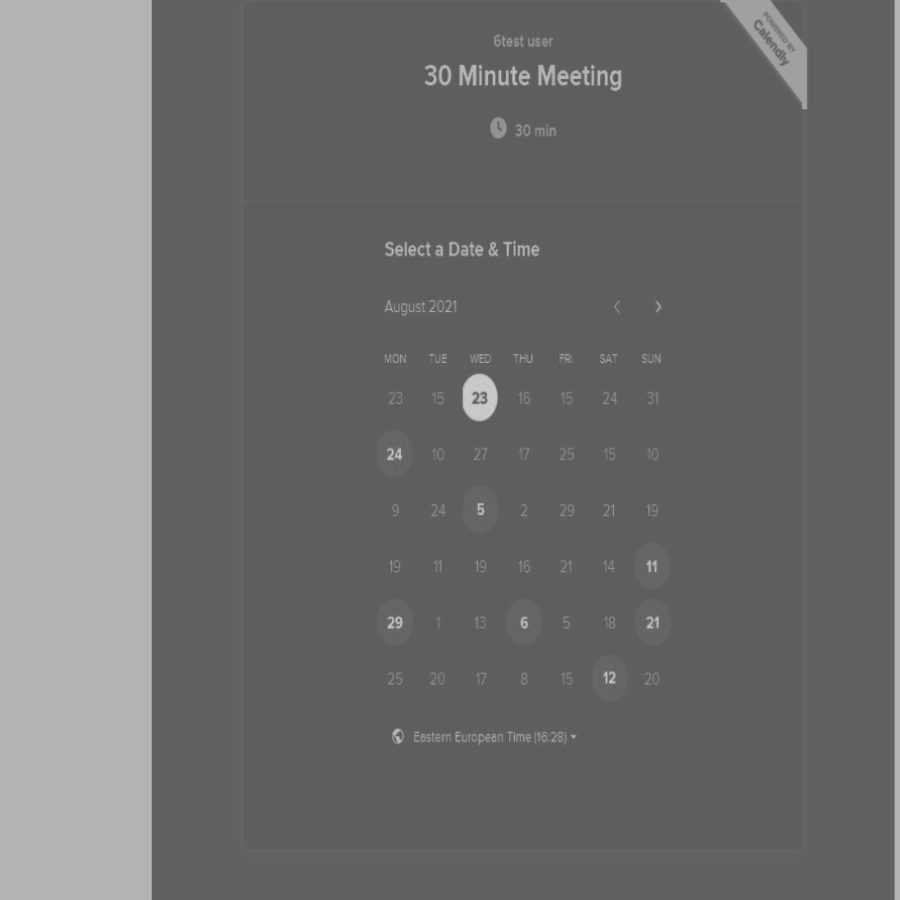 POWERED BY
Calendly
6test user
30 Minute Meeting
30 min
Select a Date & Time
August 2021
MON TUE WED THU FRI SAT SUN
23 15 23 16 15 24 31
24 10 27 17 25 15 10
9 24 5 2 29 21 19
19 11 19 16 21 14 11
29 1 13 6 5 18 21
25 20 17 8 15 12 20
Eastern European Time (16:28)